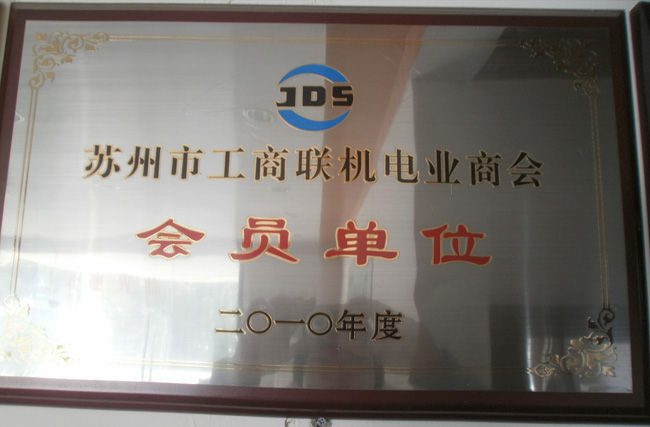 JDS
苏州市工商联机电业商会
会员单位
二〇一〇年度